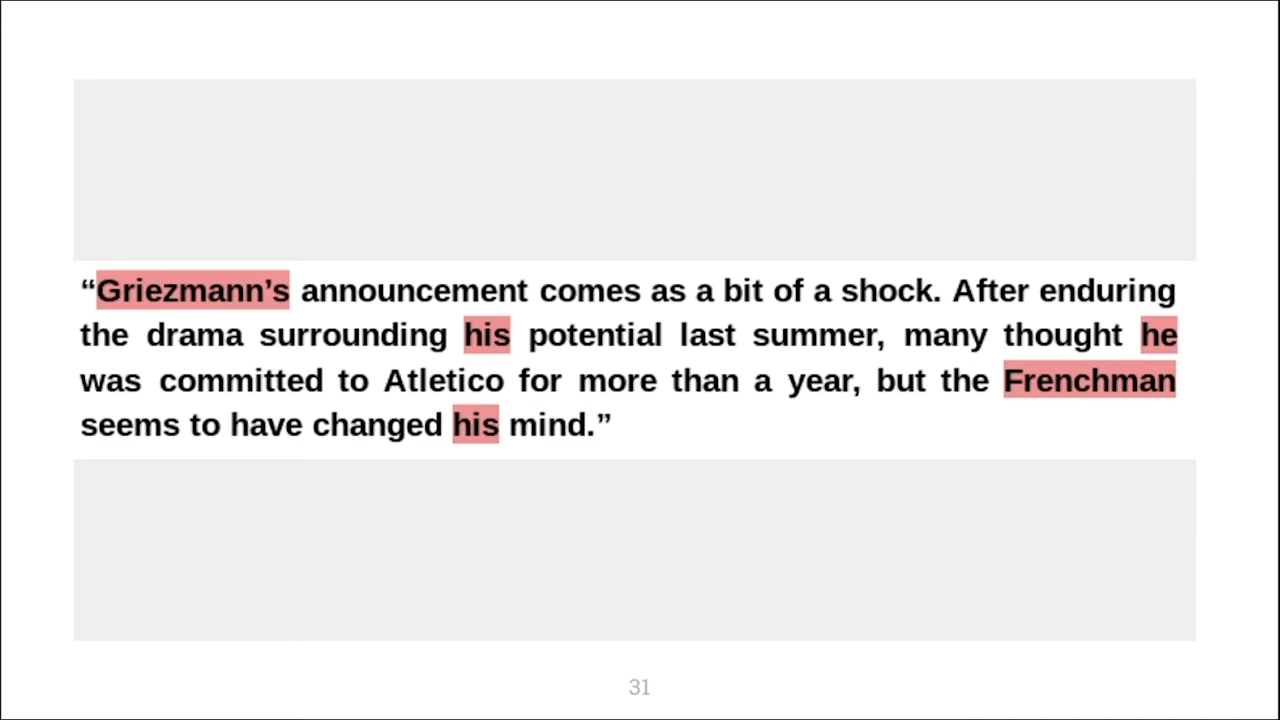 “Griezmann’s announcement comes as a bit of a shock. After enduring
the drama surrounding his potential last summer, many thought he
was committed to Atletico for more than a year, but the Frenchman
seems to have changed his mind.”
31